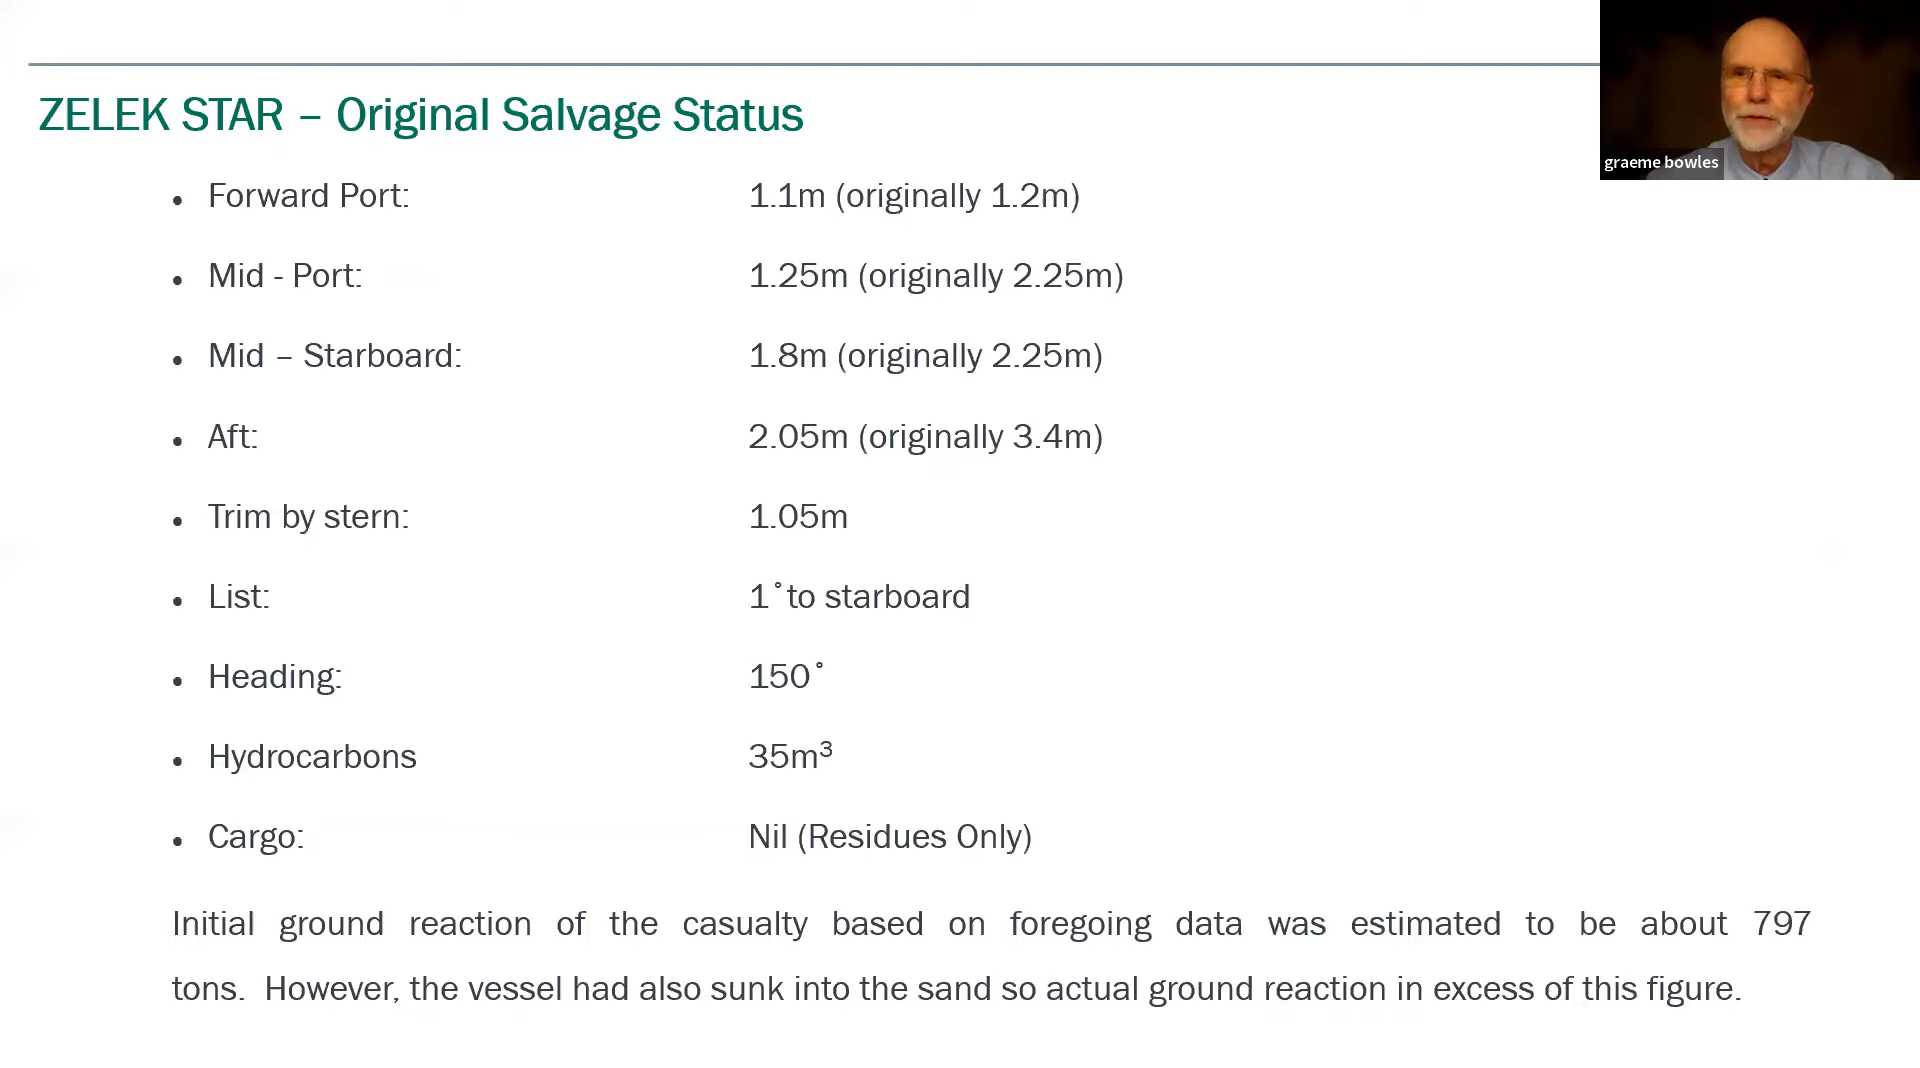 ZELEK STAR – Original Salvage Status
graeme bowles
• Forward Port: 1.1m (originally 1.2m)
• Mid - Port: 1.25m (originally 2.25m)
• Mid – Starboard: 1.8m (originally 2.25m)
• Aft: 2.05m (originally 3.4m)
• Trim by stern: 1.05m
• List: 1˚to starboard
• Heading: 150˚
• Hydrocarbons 35m³
• Cargo: Nil (Residues Only)
Initial ground reaction of the casualty based on foregoing data was estimated to be about 797
tons. However, the vessel had also sunk into the sand so actual ground reaction in excess of this figure.